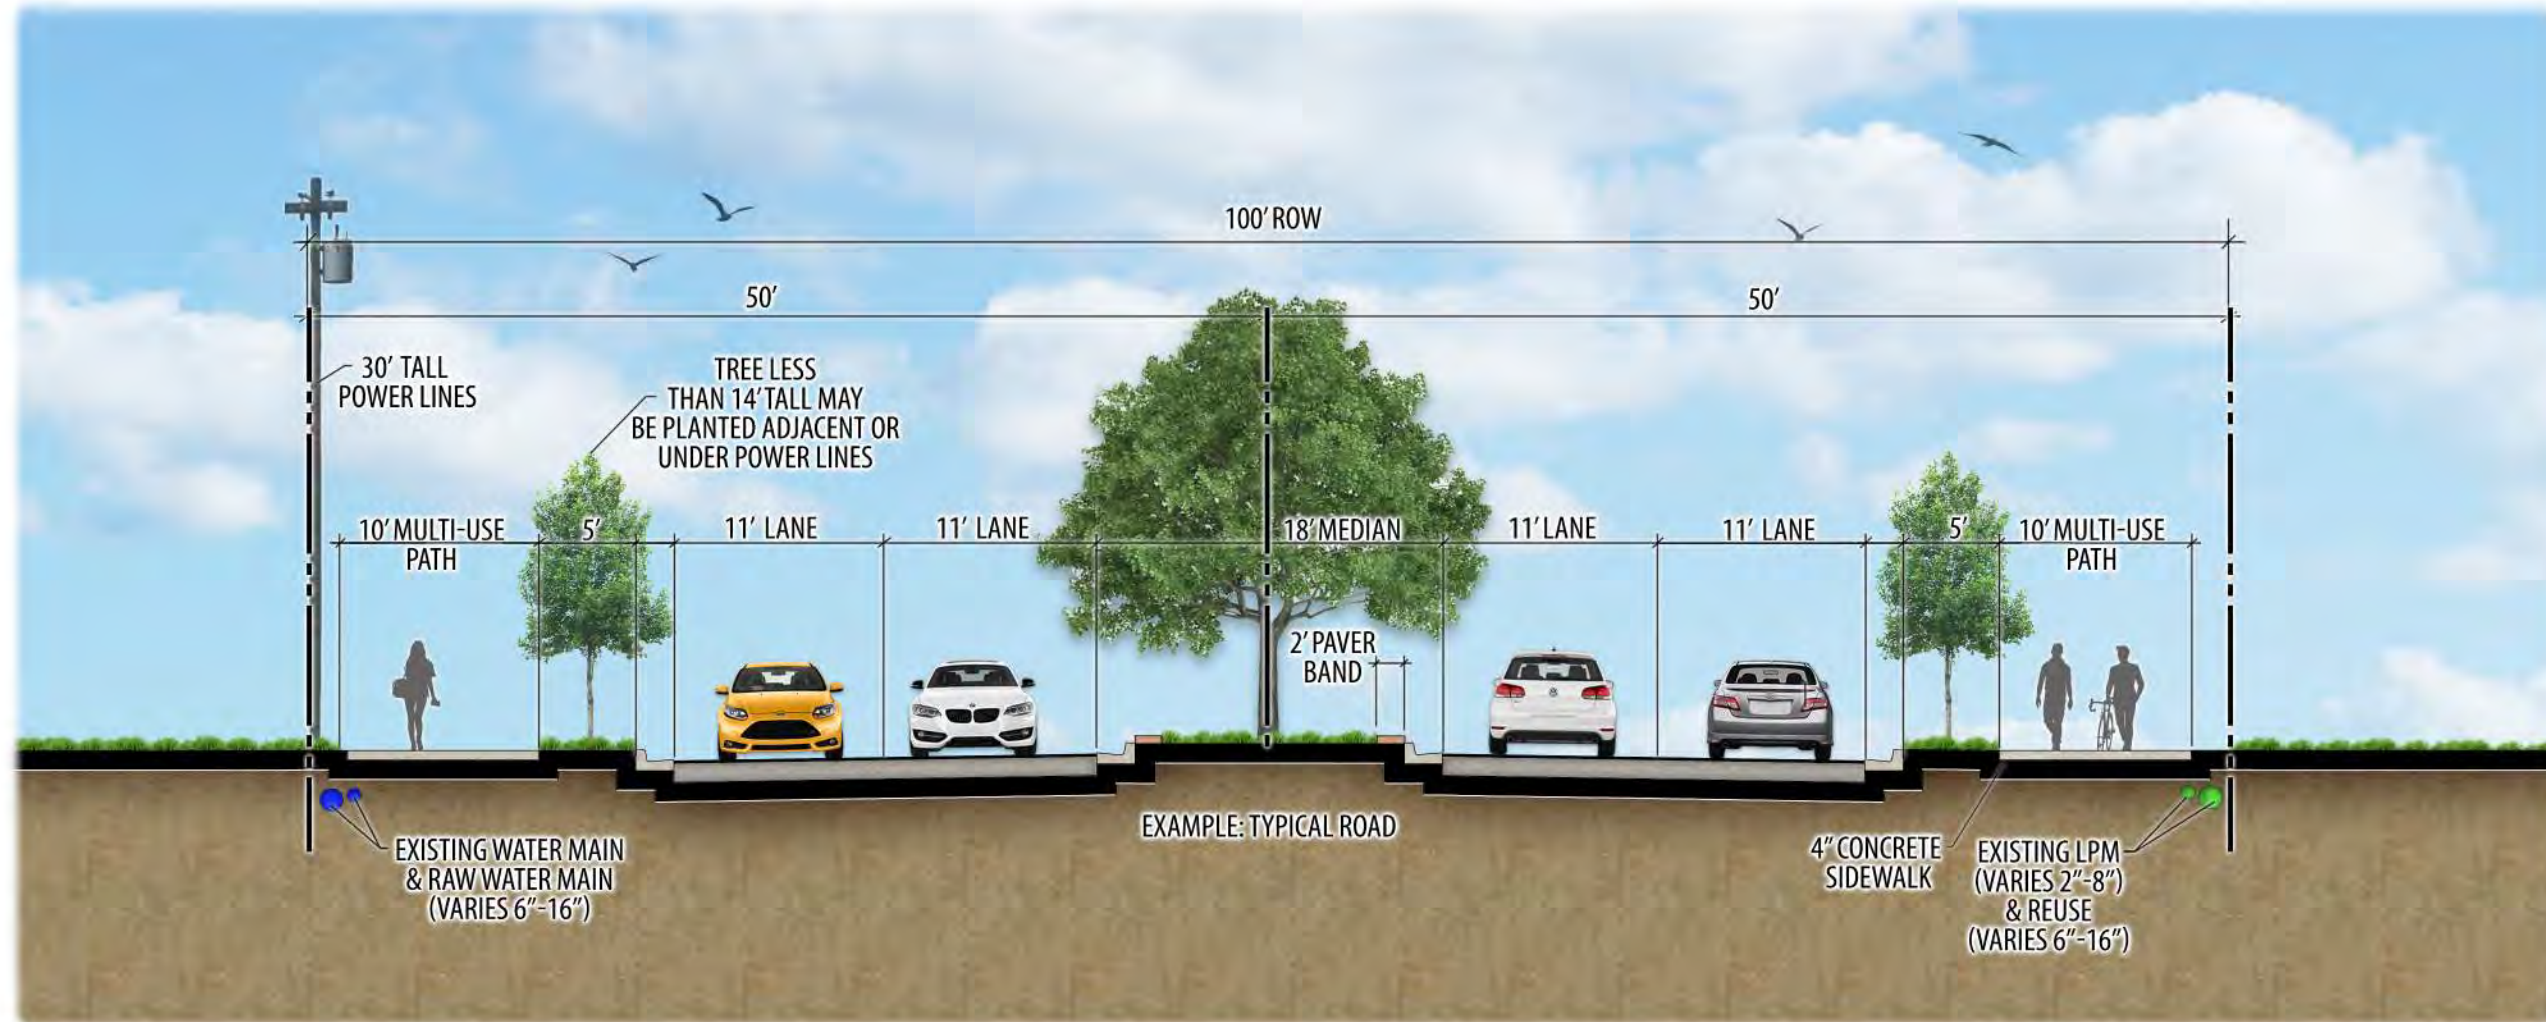 100' ROW
50'
50'
30' TALL
POWER LINES
TREE LESS
THAN 14' TALL MAY
BE PLANTED ADJACENT OR
UNDER POWER LINES
10' MULTI-USE
PATH
5'
11' LANE
11' LANE
18' MEDIAN
11' LANE
11' LANE
5'
10' MULTI-USE
PATH
2' PAVER
BAND
EXAMPLE: TYPICAL ROAD
EXISTING WATER MAIN
& RAW WATER MAIN
(VARIES 6"-16")
4" CONCRETE
SIDEWALK
EXISTING LPM
(VARIES 2"-8")
& REUSE
(VARIES 6"-16")